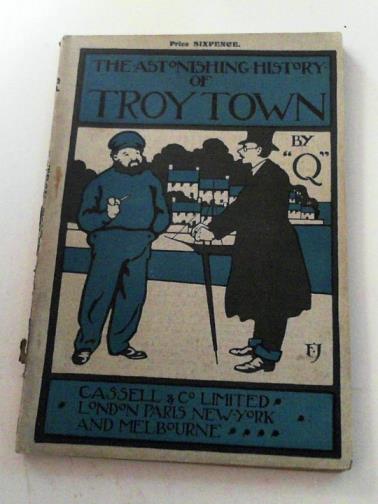 Price SIXPENCE.
THE ASTONISHING HISTORY
OF
TROY TOWN
BY
"Q"
F·J
CASSELL & Co LIMITED
LONDON PARIS NEW·YORK
AND MELBOURNE